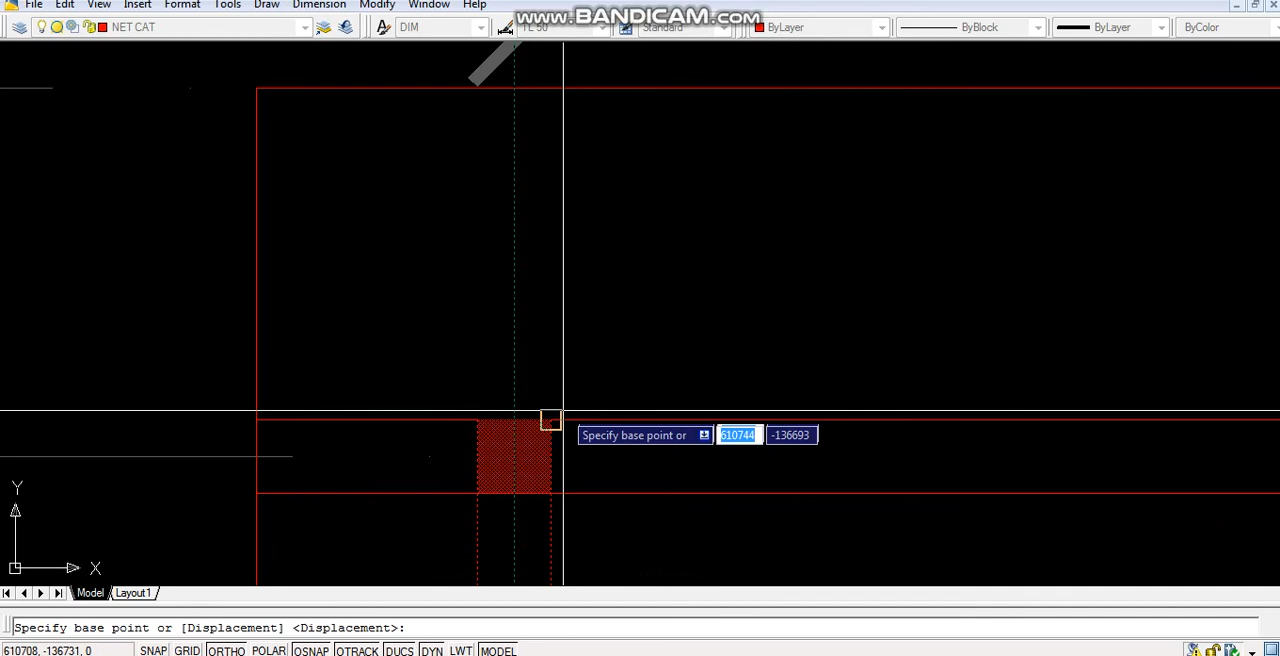 File Edit View Insert Format Tools Draw Dimension Modify Window Help
www.BANDICAM.com
NET CAT DIM TL 50 Standard ByLayer ByBlock ByLayer ByColor
Specify base point or 610744 -136693
Y
X
Model Layout1
Specify base point or [Displacement] <Displacement>:
610708, -136731, 0 SNAP GRID ORTHO POLAR OSNAP OTRACK DUCS DYN LWT MODEL